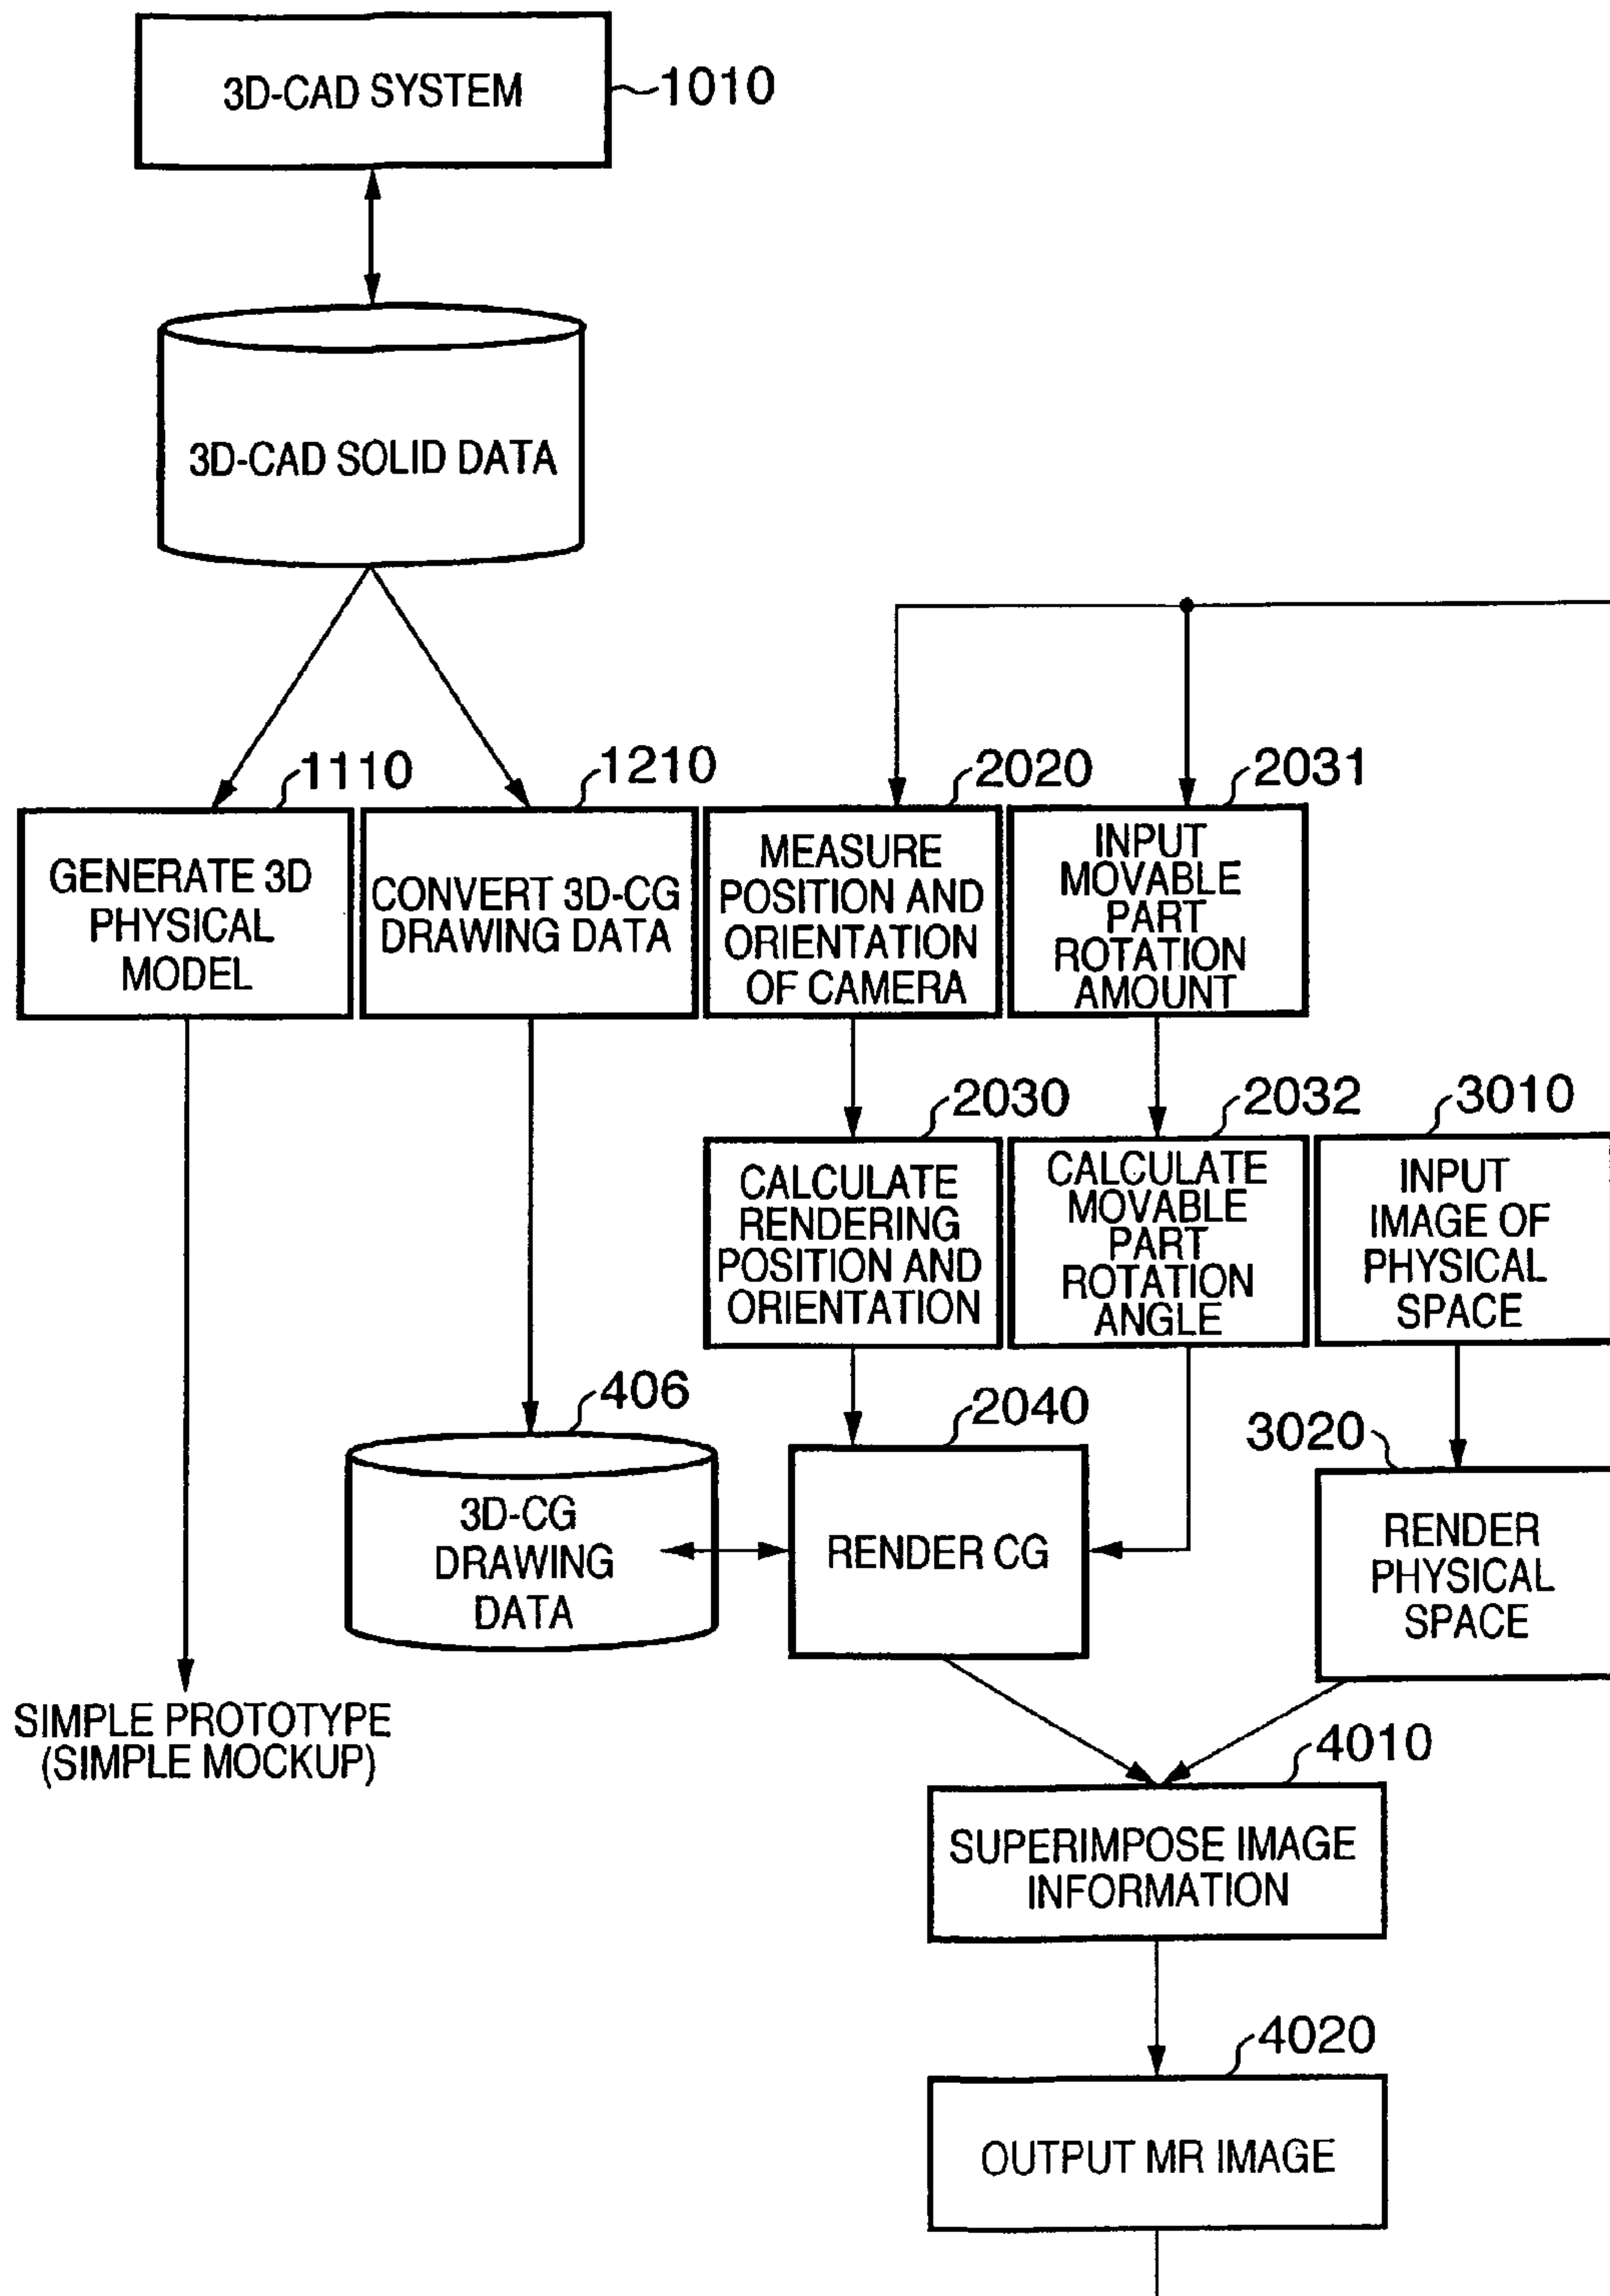 3D-CAD SYSTEM
1010
3D-CAD SOLID DATA
1110
1210
2020
2031
GENERATE 3D
PHYSICAL
MODEL
CONVERT 3D-CG
DRAWING DATA
MEASURE
POSITION AND
ORIENTATION
OF CAMERA
INPUT
MOVABLE
PART
ROTATION
AMOUNT
2030
2032
3010
CALCULATE
RENDERING
POSITION AND
ORIENTATION
CALCULATE
MOVABLE
PART
ROTATION
ANGLE
INPUT
IMAGE OF
PHYSICAL
SPACE
406
2040
3020
3D-CG
DRAWING
DATA
RENDER CG
RENDER
PHYSICAL
SPACE
SIMPLE PROTOTYPE
(SIMPLE MOCKUP)
4010
SUPERIMPOSE IMAGE
INFORMATION
4020
OUTPUT MR IMAGE